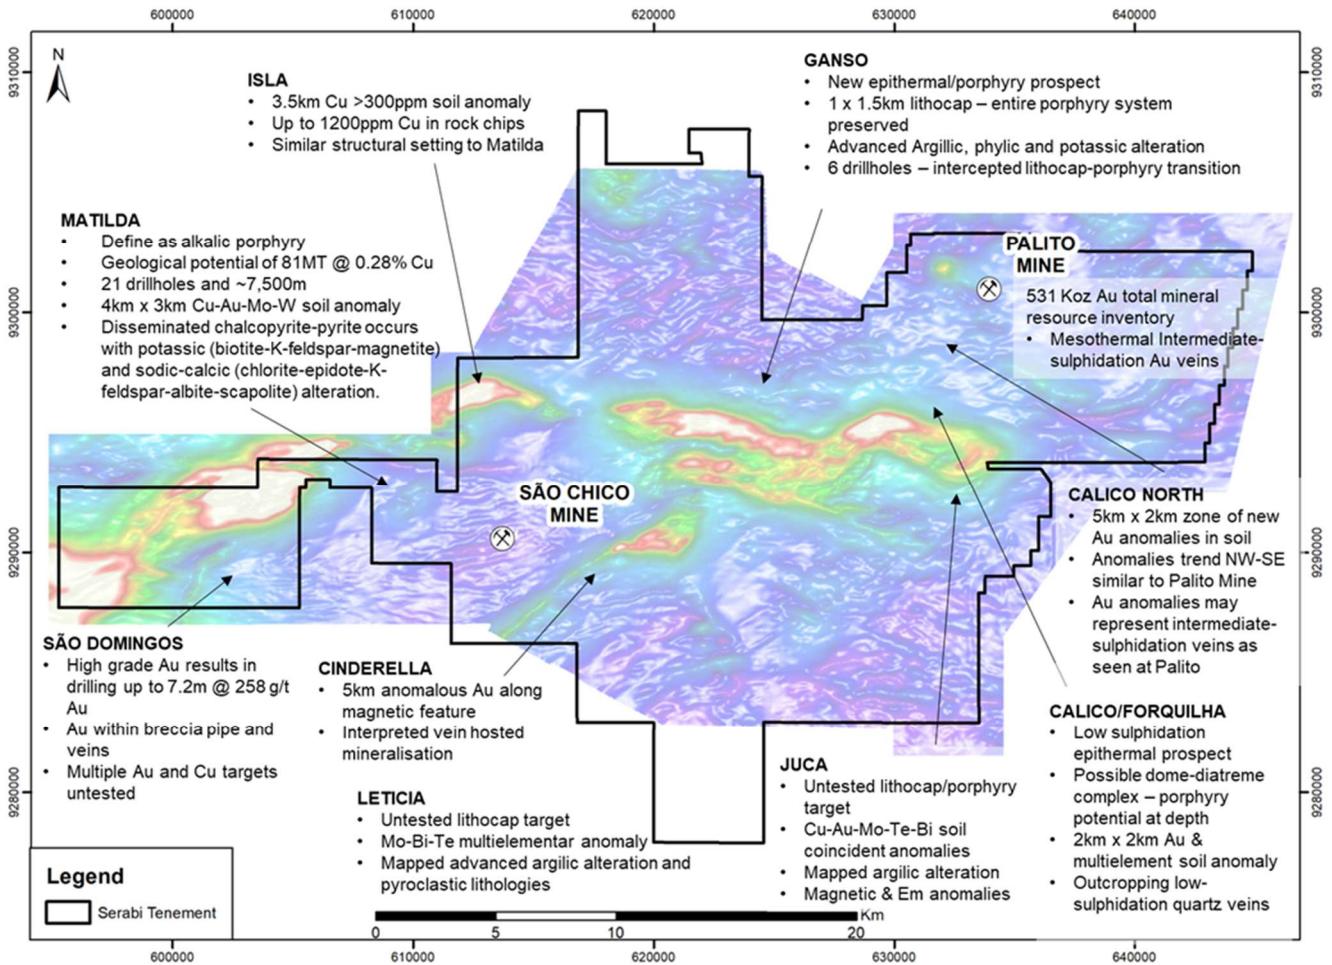 600000
610000
620000
630000
640000
9310000
9310000
9300000
9300000
9290000
9290000
9280000
9280000
N
ISLA
• 3.5km Cu >300ppm soil anomaly
• Up to 1200ppm Cu in rock chips
• Similar structural setting to Matilda
GANSO
• New epithermal/porphyry prospect
• 1 x 1.5km lithocap – entire porphyry system
preserved
• Advanced Argillic, phylic and potassic alteration
• 6 drillholes – intercepted lithocap-porphyry transition
MATILDA
• Define as alkalic porphyry
• Geological potential of 81MT @ 0.28% Cu
• 21 drillholes and ~7,500m
• 4km x 3km Cu-Au-Mo-W soil anomaly
• Disseminated chalcopyrite-pyrite occurs
with potassic (biotite-K-feldspar-magnetite)
and sodic-calcic (chlorite-epidote-K-
feldspar-albite-scapolite) alteration.
PALITO
MINE
531 Koz Au total mineral
resource inventory
• Mesothermal Intermediate-
sulphidation Au veins
SÃO CHICO
MINE
CALICO NORTH
• 5km x 2km zone of new
Au anomalies in soil
• Anomalies trend NW-SE
similar to Palito Mine
• Au anomalies may
represent intermediate-
sulphidation veins as
seen at Palito
SÃO DOMINGOS
• High grade Au results in
drilling up to 7.2m @ 258 g/t
Au
• Au within breccia pipe and
veins
• Multiple Au and Cu targets
untested
CINDERELLA
• 5km anomalous Au along
magnetic feature
• Interpreted vein hosted
mineralisation
LETICIA
• Untested lithocap target
• Mo-Bi-Te multielementar anomaly
• Mapped advanced argilic alteration and
pyroclastic lithologies
JUCA
• Untested lithocap/porphyry
target
• Cu-Au-Mo-Te-Bi soil
coincident anomalies
• Mapped argilic alteration
• Magnetic & Em anomalies
CALICO/FORQUILHA
• Low sulphidation
epithermal prospect
• Possible dome-diatreme
complex – porphyry
potential at depth
• 2km x 2km Au &
multielement soil anomaly
• Outcropping low-
sulphidation quartz veins
Legend
Serabi Tenement
Km
0
5
10
20
600000
610000
620000
630000
640000